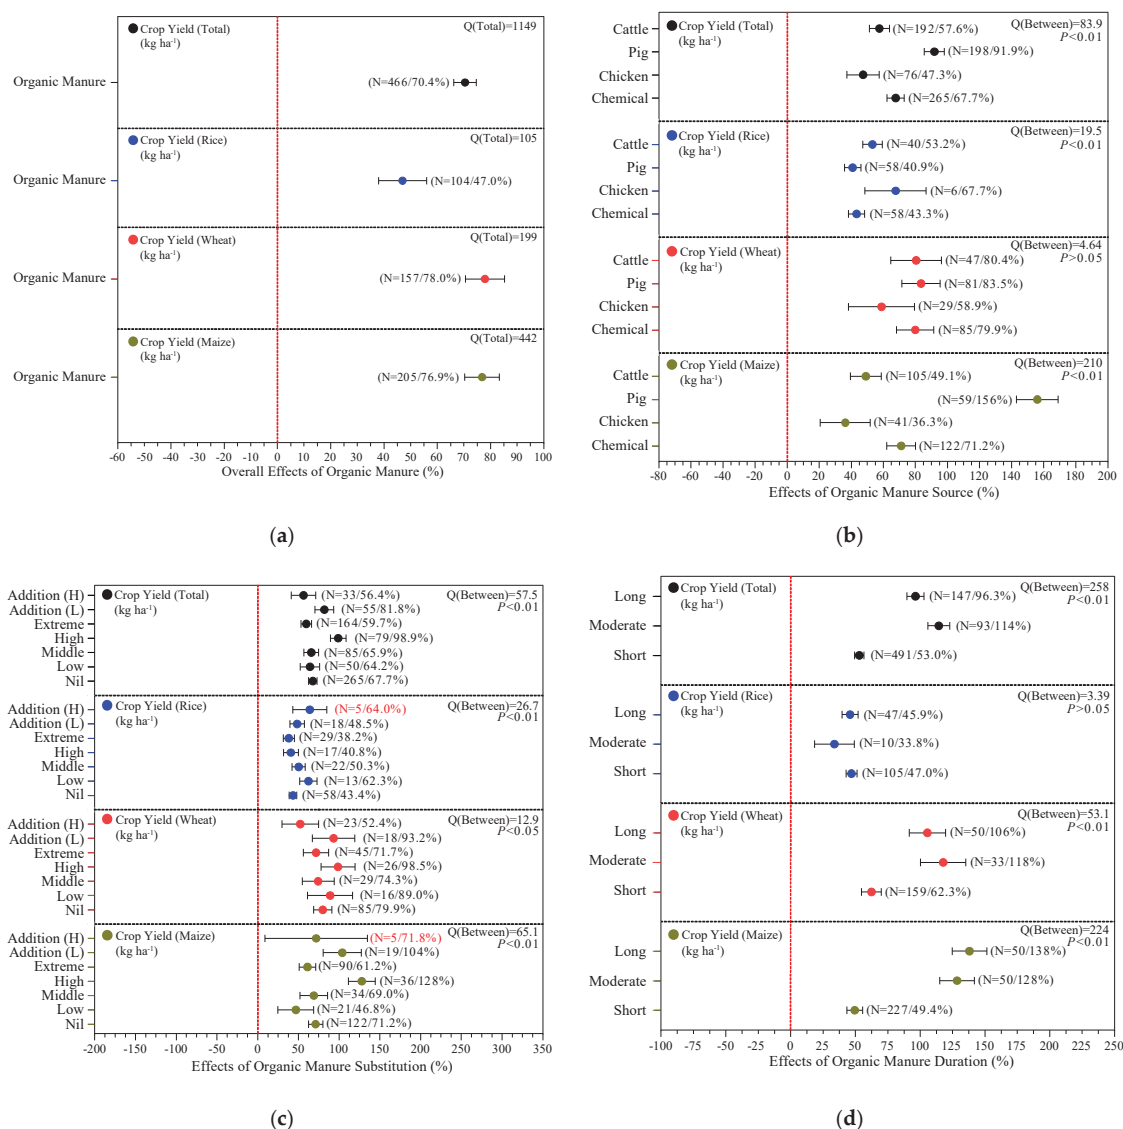 Crop Yield (Total)
(kg ha⁻¹)
Q(Total)=1149
Organic Manure
(N=466/70.4%)
Crop Yield (Rice)
(kg ha⁻¹)
Q(Total)=105
Organic Manure
(N=104/47.0%)
Crop Yield (Wheat)
(kg ha⁻¹)
Q(Total)=199
Organic Manure
(N=157/78.0%)
Crop Yield (Maize)
(kg ha⁻¹)
Q(Total)=442
Organic Manure
(N=205/76.9%)
-60 -50 -40 -30 -20 -10 0 10 20 30 40 50 60 70 80 90 100
Overall Effects of Organic Manure (%)
(a)
Crop Yield (Total)
(kg ha⁻¹)
Q(Between)=83.9
P<0.01
Cattle (N=192/57.6%)
Pig (N=198/91.9%)
Chicken (N=76/47.3%)
Chemical (N=265/67.7%)
Crop Yield (Rice)
(kg ha⁻¹)
Q(Between)=19.5
P<0.01
Cattle (N=40/53.2%)
Pig (N=58/40.9%)
Chicken (N=6/67.7%)
Chemical (N=58/43.3%)
Crop Yield (Wheat)
(kg ha⁻¹)
Q(Between)=4.64
P>0.05
Cattle (N=47/80.4%)
Pig (N=81/83.5%)
Chicken (N=29/58.9%)
Chemical (N=85/79.9%)
Crop Yield (Maize)
(kg ha⁻¹)
Q(Between)=210
P<0.01
Cattle (N=105/49.1%)
Pig (N=59/156%)
Chicken (N=41/36.3%)
Chemical (N=122/71.2%)
-80 -60 -40 -20 0 20 40 60 80 100 120 140 160 180 200
Effects of Organic Manure Source (%)
(b)
Crop Yield (Total)
(kg ha⁻¹)
Q(Between)=57.5
P<0.01
Addition (H) (N=33/56.4%)
Addition (L) (N=55/81.8%)
Extreme (N=164/59.7%)
High (N=79/98.9%)
Middle (N=85/65.9%)
Low (N=50/64.2%)
Nil (N=265/67.7%)
Crop Yield (Rice)
(kg ha⁻¹)
Q(Between)=26.7
P<0.01
Addition (H) (N=5/64.0%)
Addition (L) (N=18/48.5%)
Extreme (N=29/38.2%)
High (N=17/40.8%)
Middle (N=22/50.3%)
Low (N=13/62.3%)
Nil (N=58/43.4%)
Crop Yield (Wheat)
(kg ha⁻¹)
Q(Between)=12.9
P<0.05
Addition (H) (N=23/52.4%)
Addition (L) (N=18/93.2%)
Extreme (N=45/71.7%)
High (N=26/98.5%)
Middle (N=29/74.3%)
Low (N=16/89.0%)
Nil (N=85/79.9%)
Crop Yield (Maize)
(kg ha⁻¹)
Q(Between)=65.1
P<0.01
Addition (H) (N=5/71.8%)
Addition (L) (N=19/104%)
Extreme (N=90/61.2%)
High (N=36/128%)
Middle (N=34/69.0%)
Low (N=21/46.8%)
Nil (N=122/71.2%)
-200 -150 -100 -50 0 50 100 150 200 250 300 350
Effects of Organic Manure Substitution (%)
(c)
Crop Yield (Total)
(kg ha⁻¹)
Q(Between)=258
P<0.01
Long (N=147/96.3%)
Moderate (N=93/114%)
Short (N=491/53.0%)
Crop Yield (Rice)
(kg ha⁻¹)
Q(Between)=3.39
P>0.05
Long (N=47/45.9%)
Moderate (N=10/33.8%)
Short (N=105/47.0%)
Crop Yield (Wheat)
(kg ha⁻¹)
Q(Between)=53.1
P<0.01
Long (N=50/106%)
Moderate (N=33/118%)
Short (N=159/62.3%)
Crop Yield (Maize)
(kg ha⁻¹)
Q(Between)=224
P<0.01
Long (N=50/138%)
Moderate (N=50/128%)
Short (N=227/49.4%)
-100 -75 -50 -25 0 25 50 75 100 125 150 175 200 225 250
Effects of Organic Manure Duration (%)
(d)